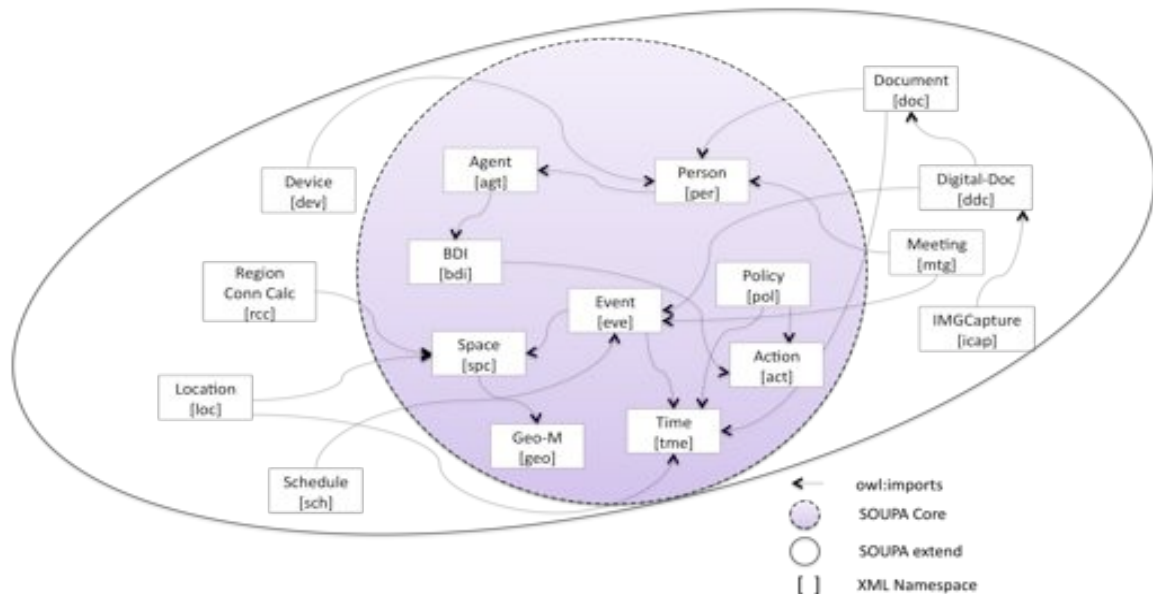 Document
[doc]
Agent
[agt]
Person
[per]
Device
[dev]
Digital-Doc
[ddc]
BDI
[bdi]
Meeting
[mtg]
Region
Conn Calc
[rcc]
Policy
[pol]
Event
[eve]
IMGCapture
[icap]
Space
[spc]
Action
[act]
Location
[loc]
Time
[tme]
Geo-M
[geo]
Schedule
[sch]
owl:imports
SOUPA Core
SOUPA extend
[ ] XML Namespace